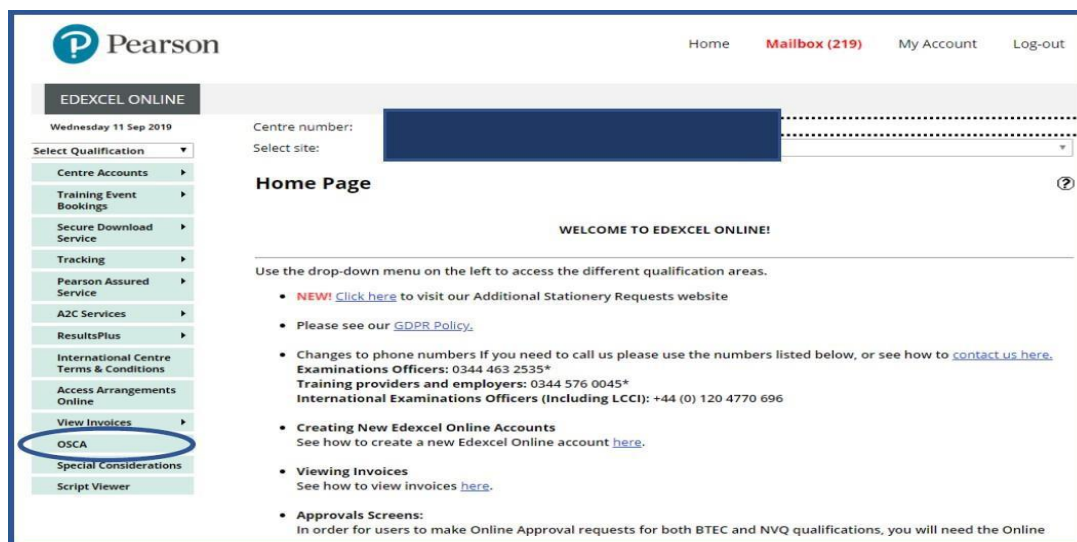 Pearson
Home Mailbox (219) My Account Log-out
EDEXCEL ONLINE
Wednesday 11 Sep 2019
Centre number:
Select Qualification
Select site:
Centre Accounts
Training Event
Bookings
Secure Download
Service
Tracking
Pearson Assured
Service
A2C Services
ResultsPlus
International Centre
Terms & Conditions
Access Arrangements
Online
View Invoices
OSCA
Special Considerations
Script Viewer
Home Page
WELCOME TO EDEXCEL ONLINE!
Use the drop-down menu on the left to access the different qualification areas.
• NEW! Click here to visit our Additional Stationery Requests website
• Please see our GDPR Policy.
• Changes to phone numbers If you need to call us please use the numbers listed below, or see how to contact us here.
Examinations Officers: 0344 463 2535*
Training providers and employers: 0344 576 0045*
International Examinations Officers (Including LCCI): +44 (0) 120 4770 696
• Creating New Edexcel Online Accounts
See how to create a new Edexcel Online account here.
• Viewing Invoices
See how to view invoices here.
• Approvals Screens:
In order for users to make Online Approval requests for both BTEC and NVQ qualifications, you will need the Online